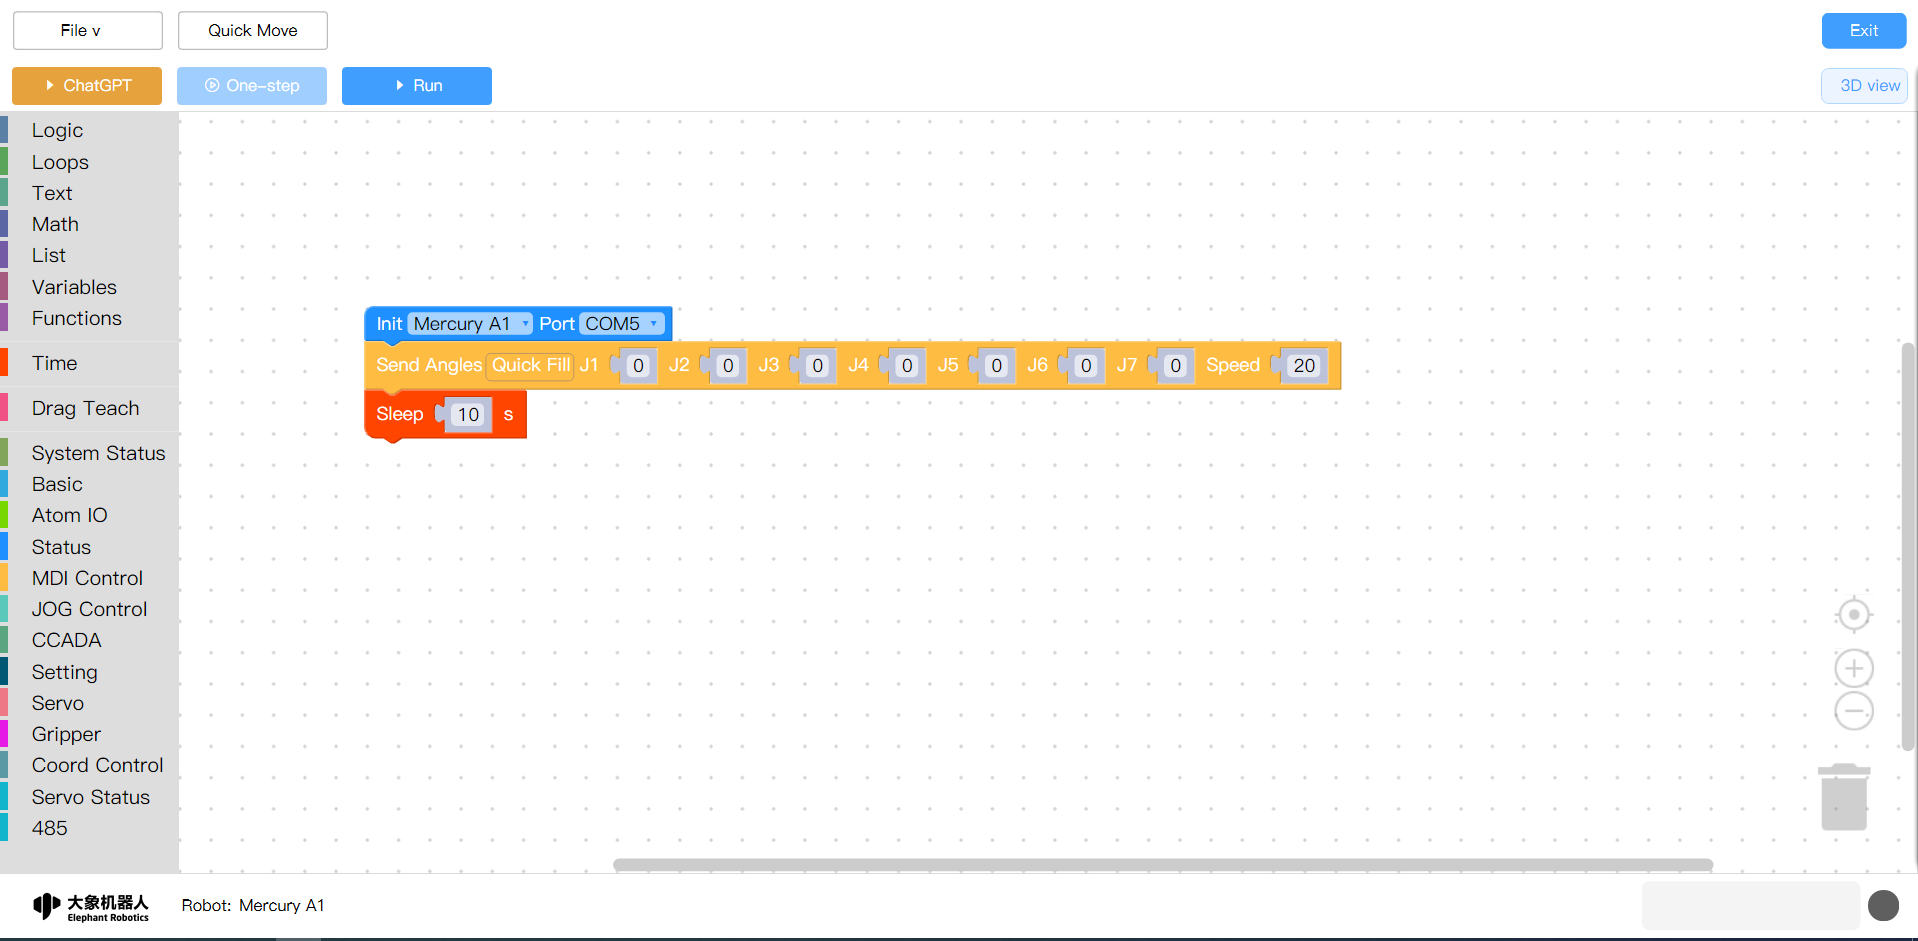 File v
Quick Move
Exit
ChatGPT
One-step
Run
3D view
Logic
Loops
Text
Math
List
Variables
Functions
Time
Drag Teach
System Status
Basic
Atom IO
Status
MDI Control
JOG Control
CCADA
Setting
Servo
Gripper
Coord Control
Servo Status
485
Init Mercury A1 Port COM5
Send Angles Quick Fill J1 0 J2 0 J3 0 J4 0 J5 0 J6 0 J7 0 Speed 20
Sleep 10 s
大象机器人
Elephant Robotics
Robot: Mercury A1